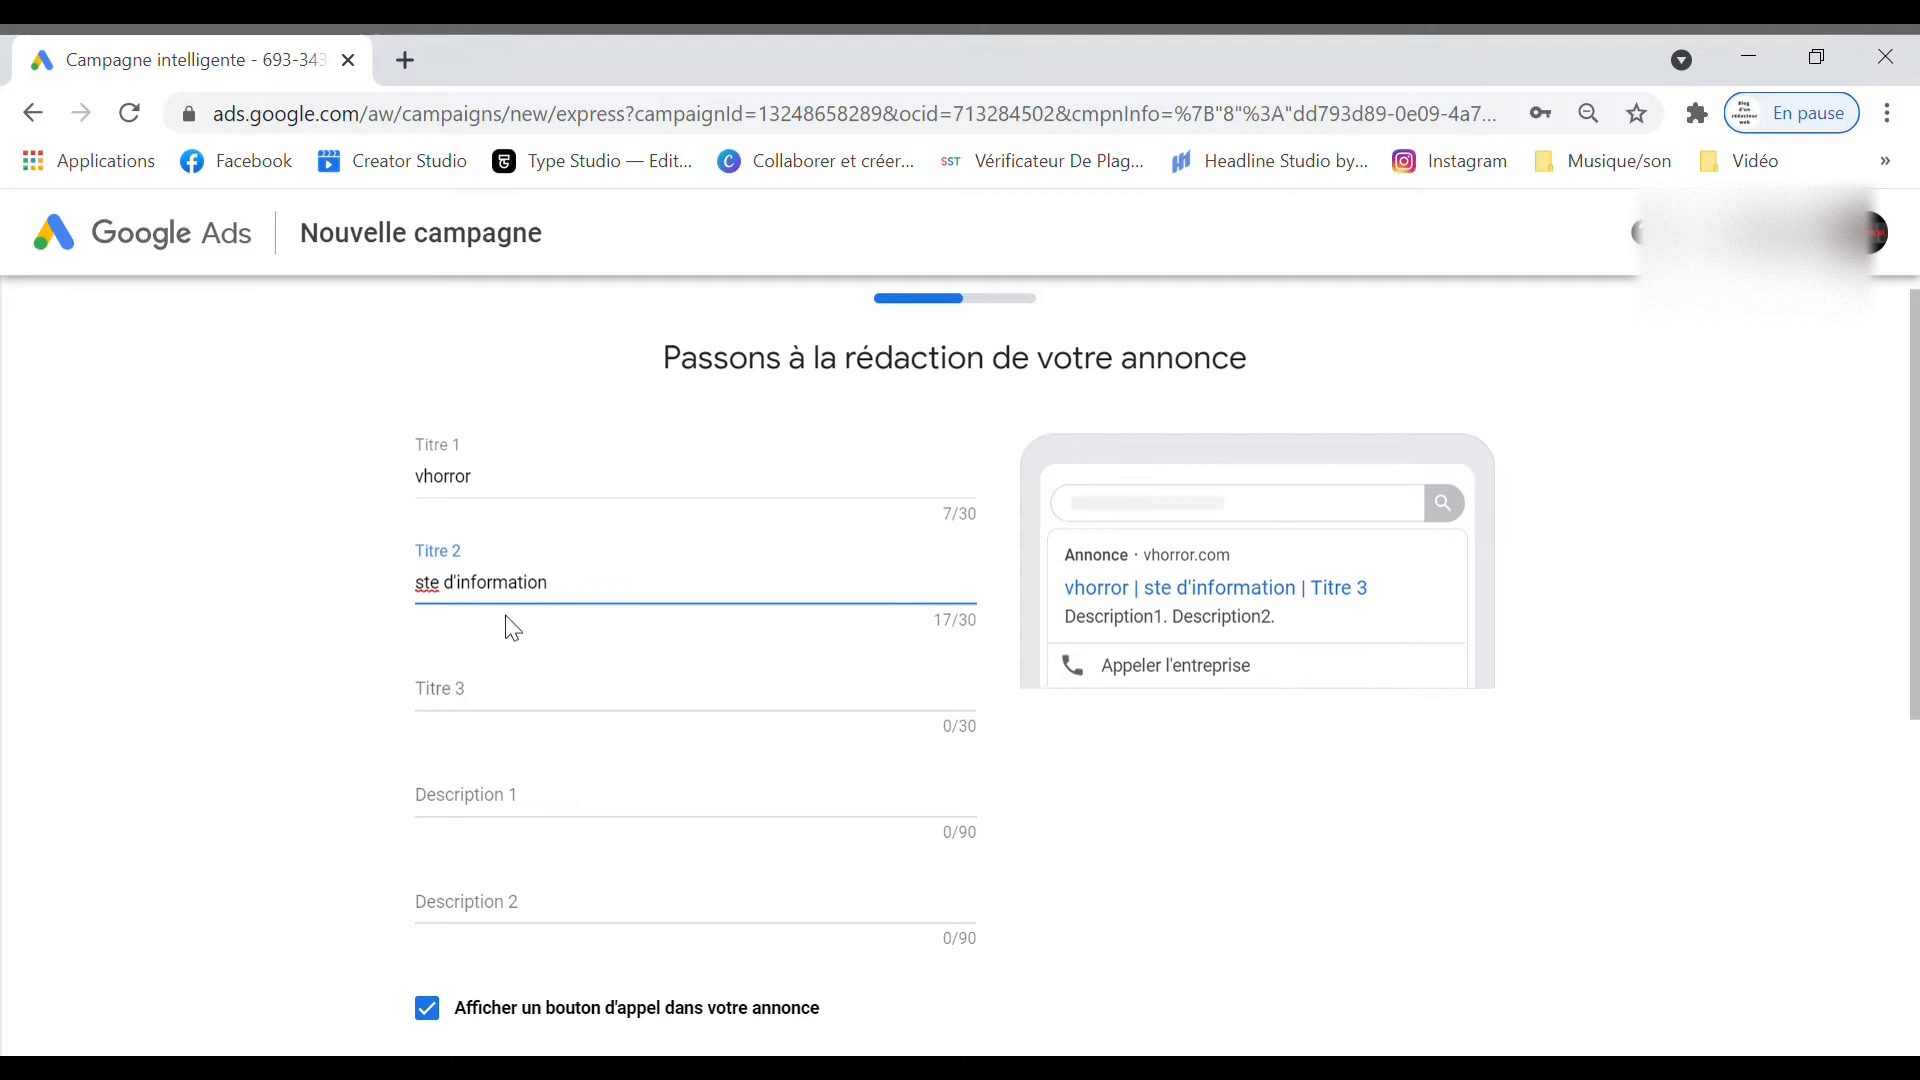 Campagne intelligente - 693-343
ads.google.com/aw/campaigns/new/express?campaignId=13248658289&ocid=713284502&cmpnInfo=%7B"8"%3A"dd793d89-0e09-4a7...
Blog d'un rédacteur web
En pause
Applications
Facebook
Creator Studio
Type Studio — Edit...
C
Collaborer et créer...
SST
Vérificateur De Plag...
Headline Studio by...
Instagram
Musique/son
Vidéo
»
Google Ads
Nouvelle campagne
Passons à la rédaction de votre annonce
Titre 1
vhorror
7/30
Titre 2
ste d'information
17/30
Titre 3
0/30
Description 1
0/90
Description 2
0/90
Afficher un bouton d'appel dans votre annonce
Annonce · vhorror.com
vhorror | ste d'information | Titre 3
Description1. Description2.
Appeler l'entreprise